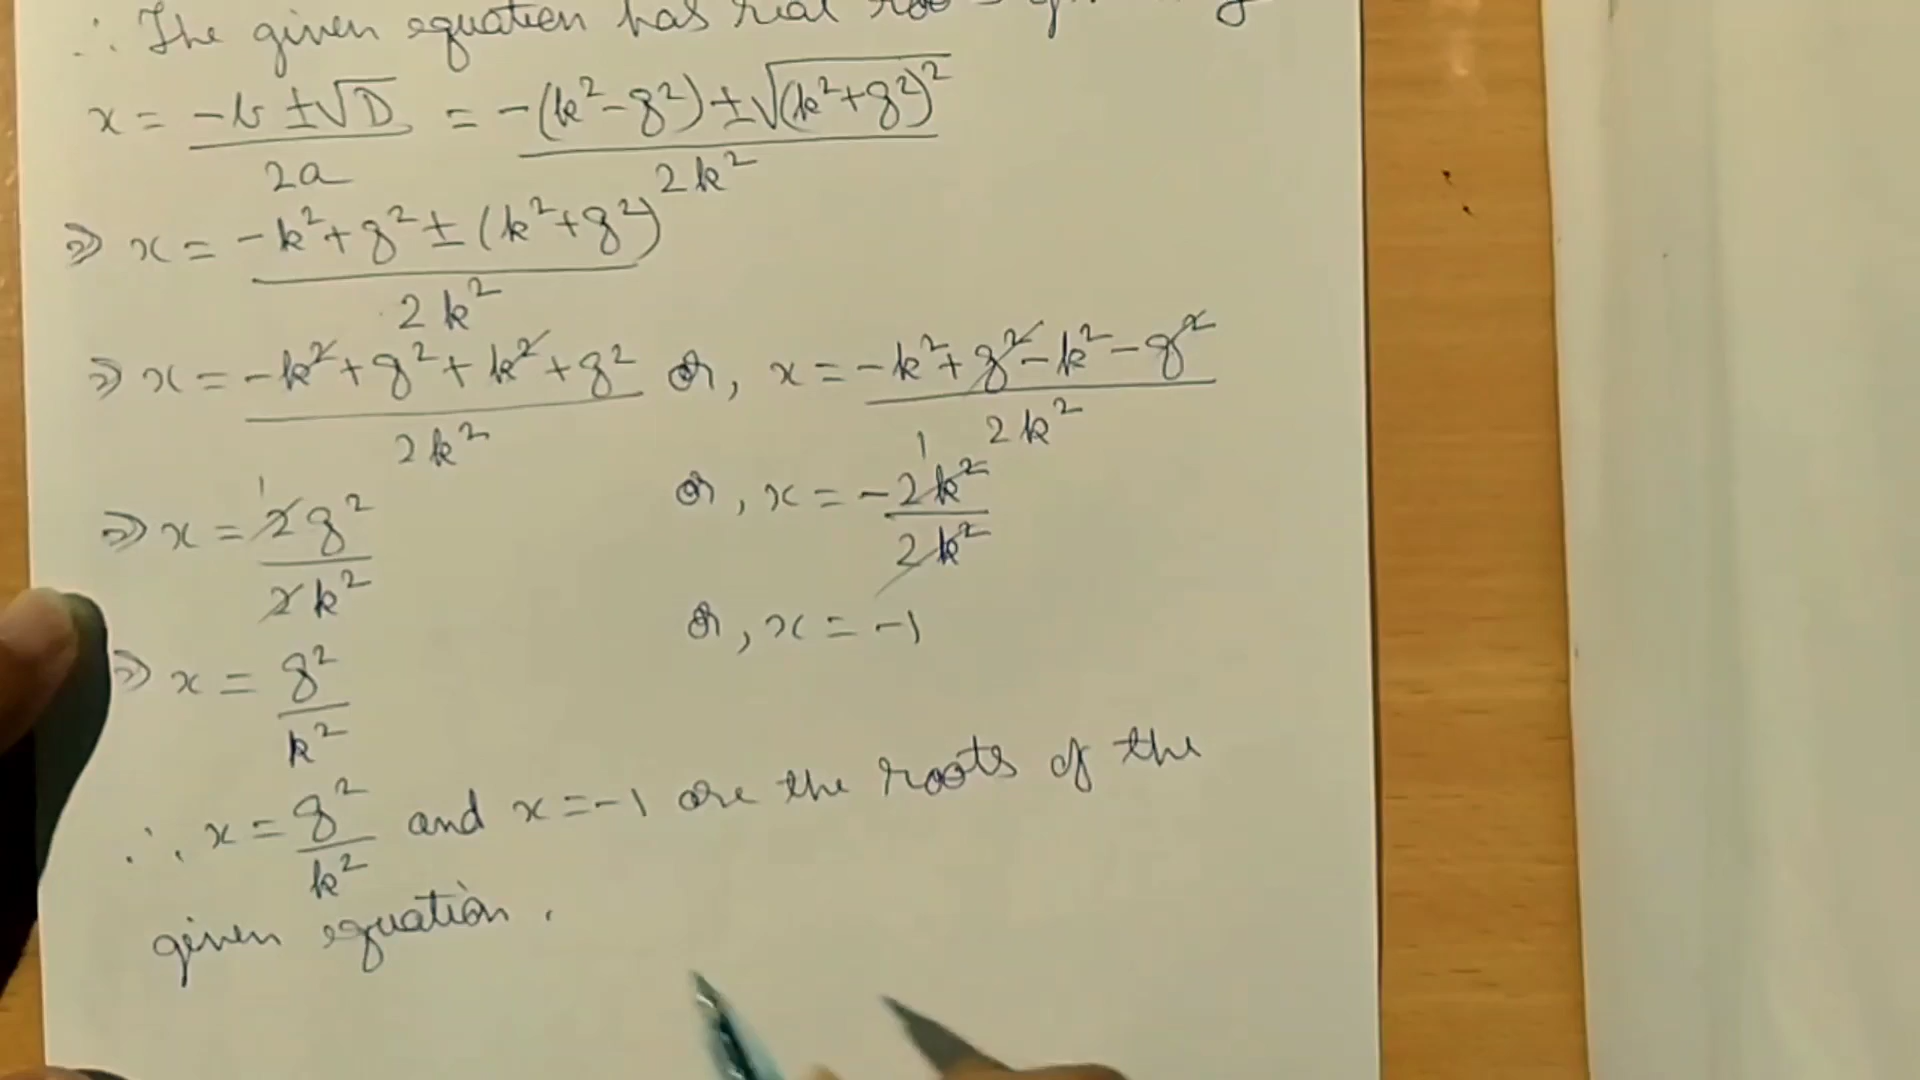 ∴ The given equation has real
x = (-b ± √D)/2a = (-(k² - g²) ± √(k² + g²)²)/2k²
⇒ x = (-k² + g² ± (k² + g²))/2k²
⇒ x = (-k² + g² + k² + g²)/2k² or, x = (-k² + g² - k² - g²)/2k²
⇒ x = 2g²/2k² or, x = -2k²/2k²
⇒ x = g²/k² or, x = -1
∴ x = g²/k² and x = -1 are the roots of the
given equation.